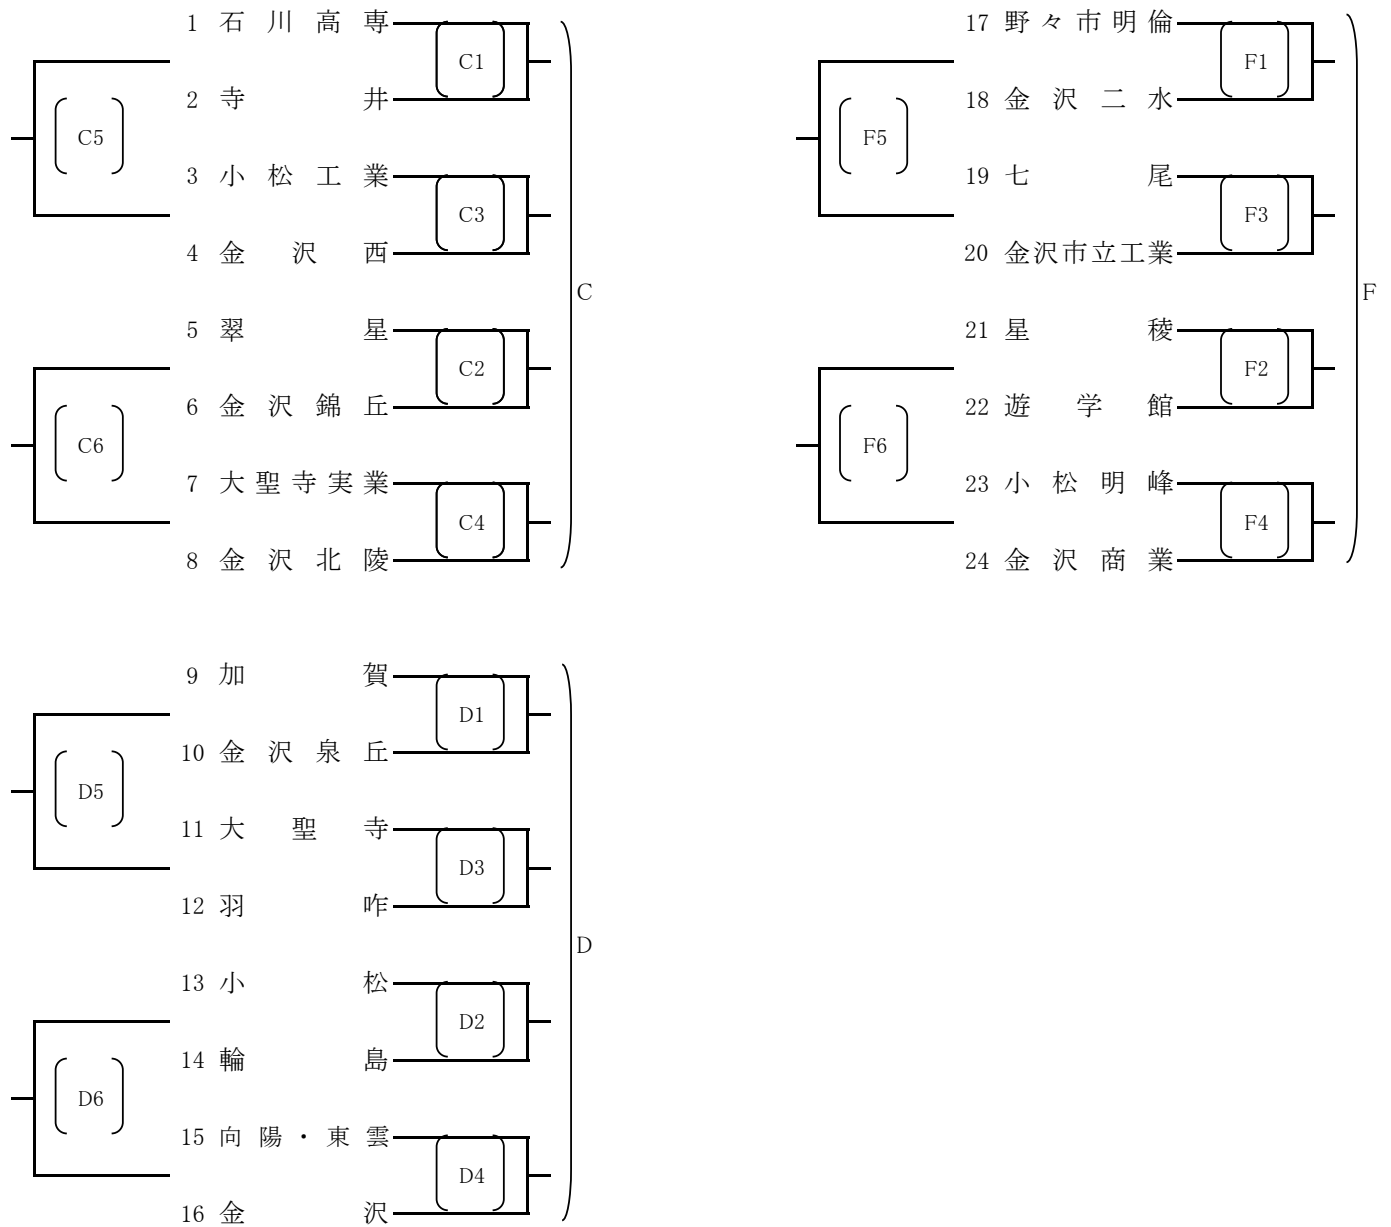 1 石川高専
C1
2 寺井
C5
3 小松工業
C3
4 金沢西
C
5 翠星
C2
6 金沢錦丘
C6
7 大聖寺実業
C4
8 金沢北陵
17 野々市明倫
F1
18 金沢二水
F5
19 七尾
F3
20 金沢市立工業
F
21 星稜
F2
22 遊学館
F6
23 小松明峰
F4
24 金沢商業
9 加賀
D1
10 金沢泉丘
D5
11 大聖寺
D3
12 羽咋
D
13 小松
D2
14 輪島
D6
15 向陽・東雲
D4
16 金沢